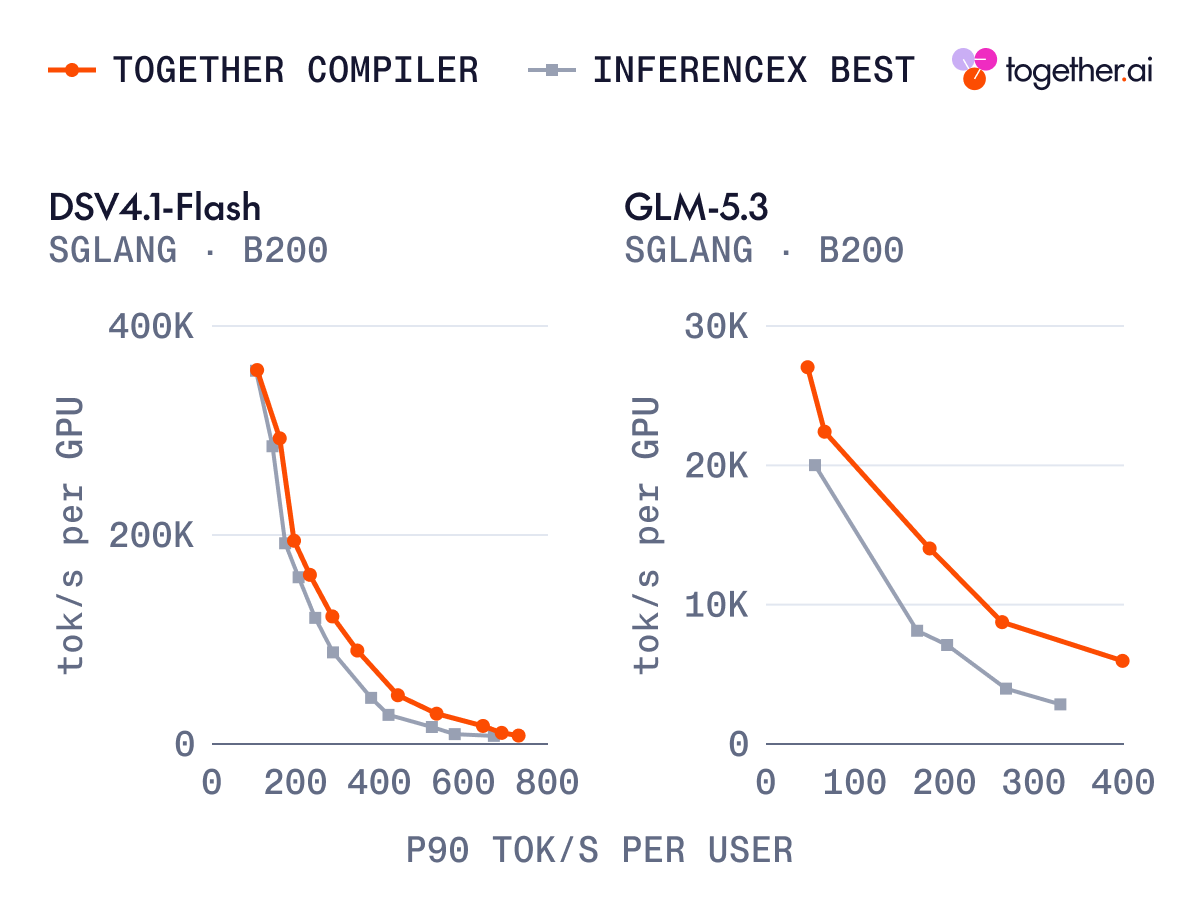 TOGETHER COMPILER
INFERENCEX BEST
together.ai
DSV4.1-Flash
SGLANG · B200
400K
200K
0
tok/s per GPU
0 200 400 600 800
GLM-5.3
SGLANG · B200
30K
20K
10K
0
tok/s per GPU
0 100 200 300 400
P90 TOK/S PER USER